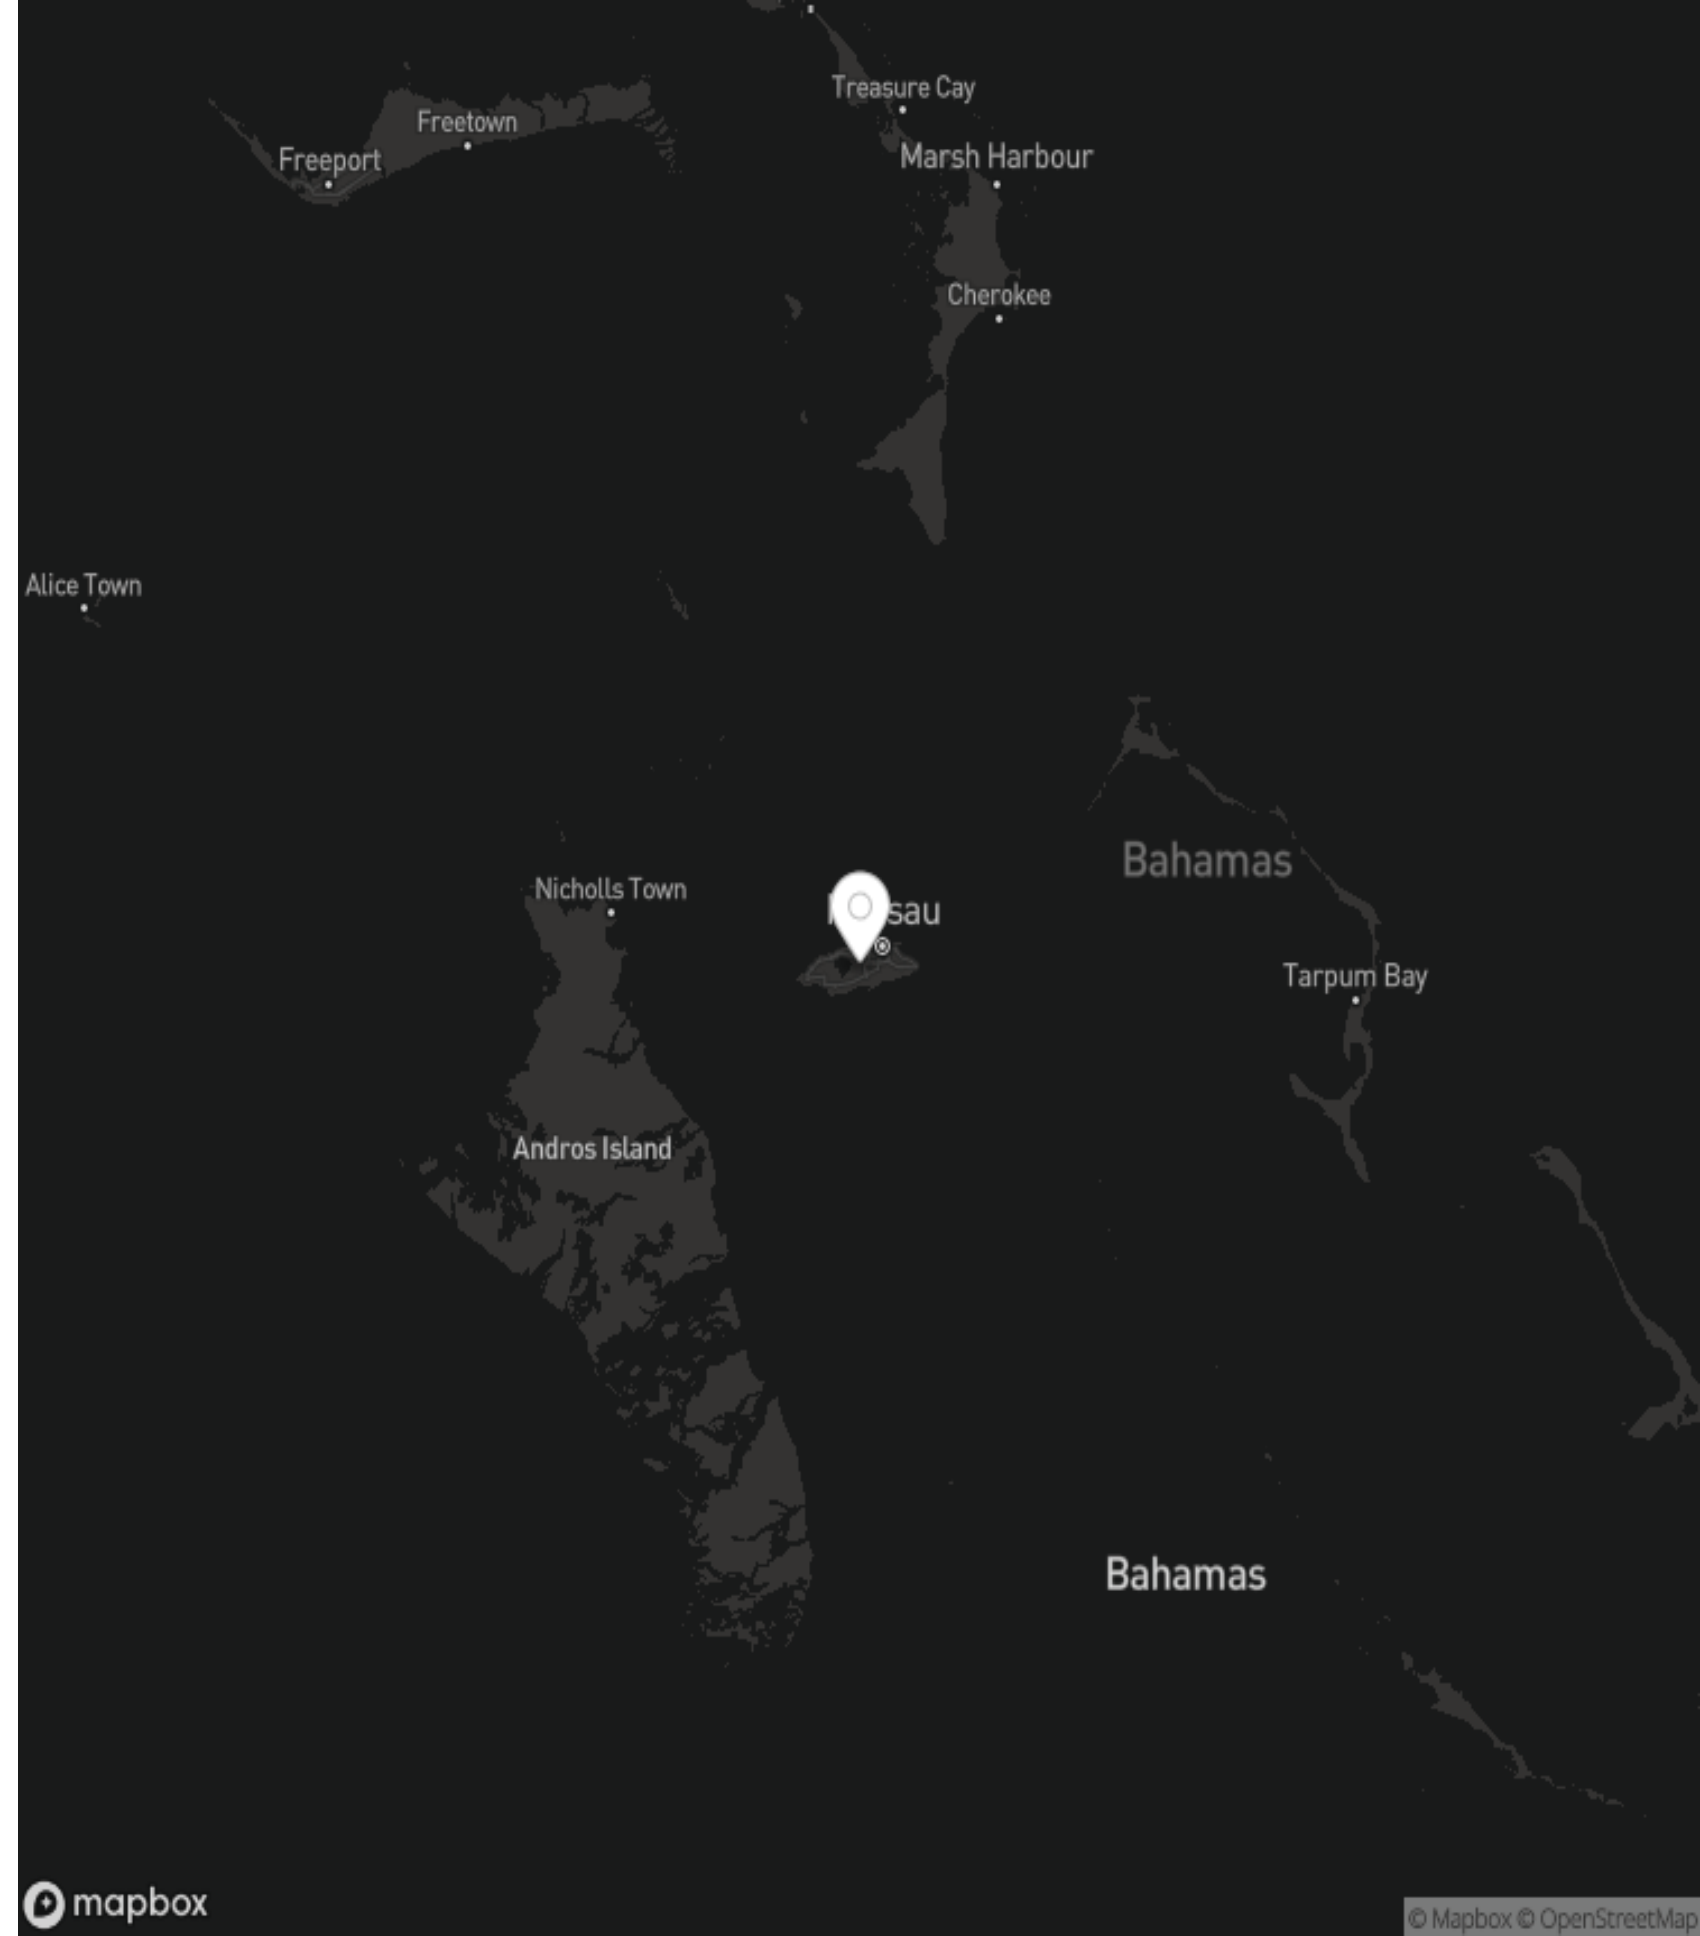 Treasure Cay
Freetown
Marsh Harbour
Freeport
Cherokee
Alice Town
Bahamas
Nicholls Town
Tarpum Bay
Andros Island
Bahamas
mapbox
© Mapbox © OpenStreetMap